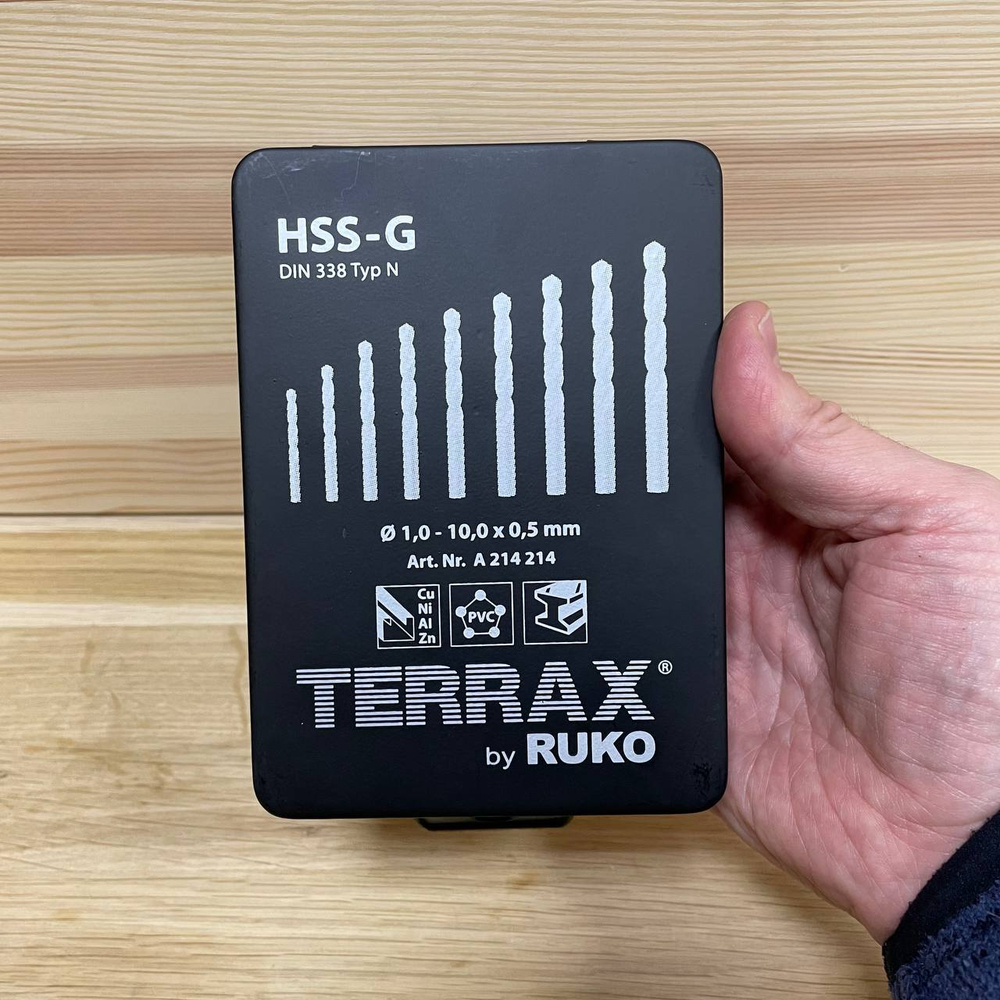 HSS-G
DIN 338 Typ N
Ø 1,0 - 10,0 x 0,5 mm
Art. Nr. A 214 214
Cu
Ni
Al
Zn
PVC
TERRAX®
by RUKO